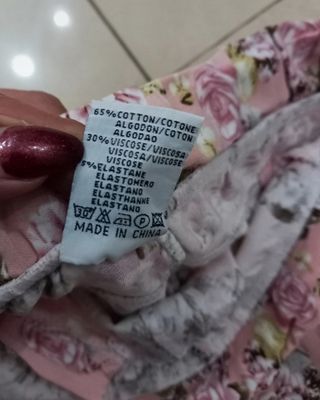 65%COTTON/COTONE
ALGODON/COTON
ALGODAO
30%VISCOSE/VISCOSA
VISCOSA/VISCOSE
VISCOSE
5%ELASTANE
ELASTOMERO
ELASTANO
ELASTHANNE
ELASTANO
30°
MADE IN CHINA